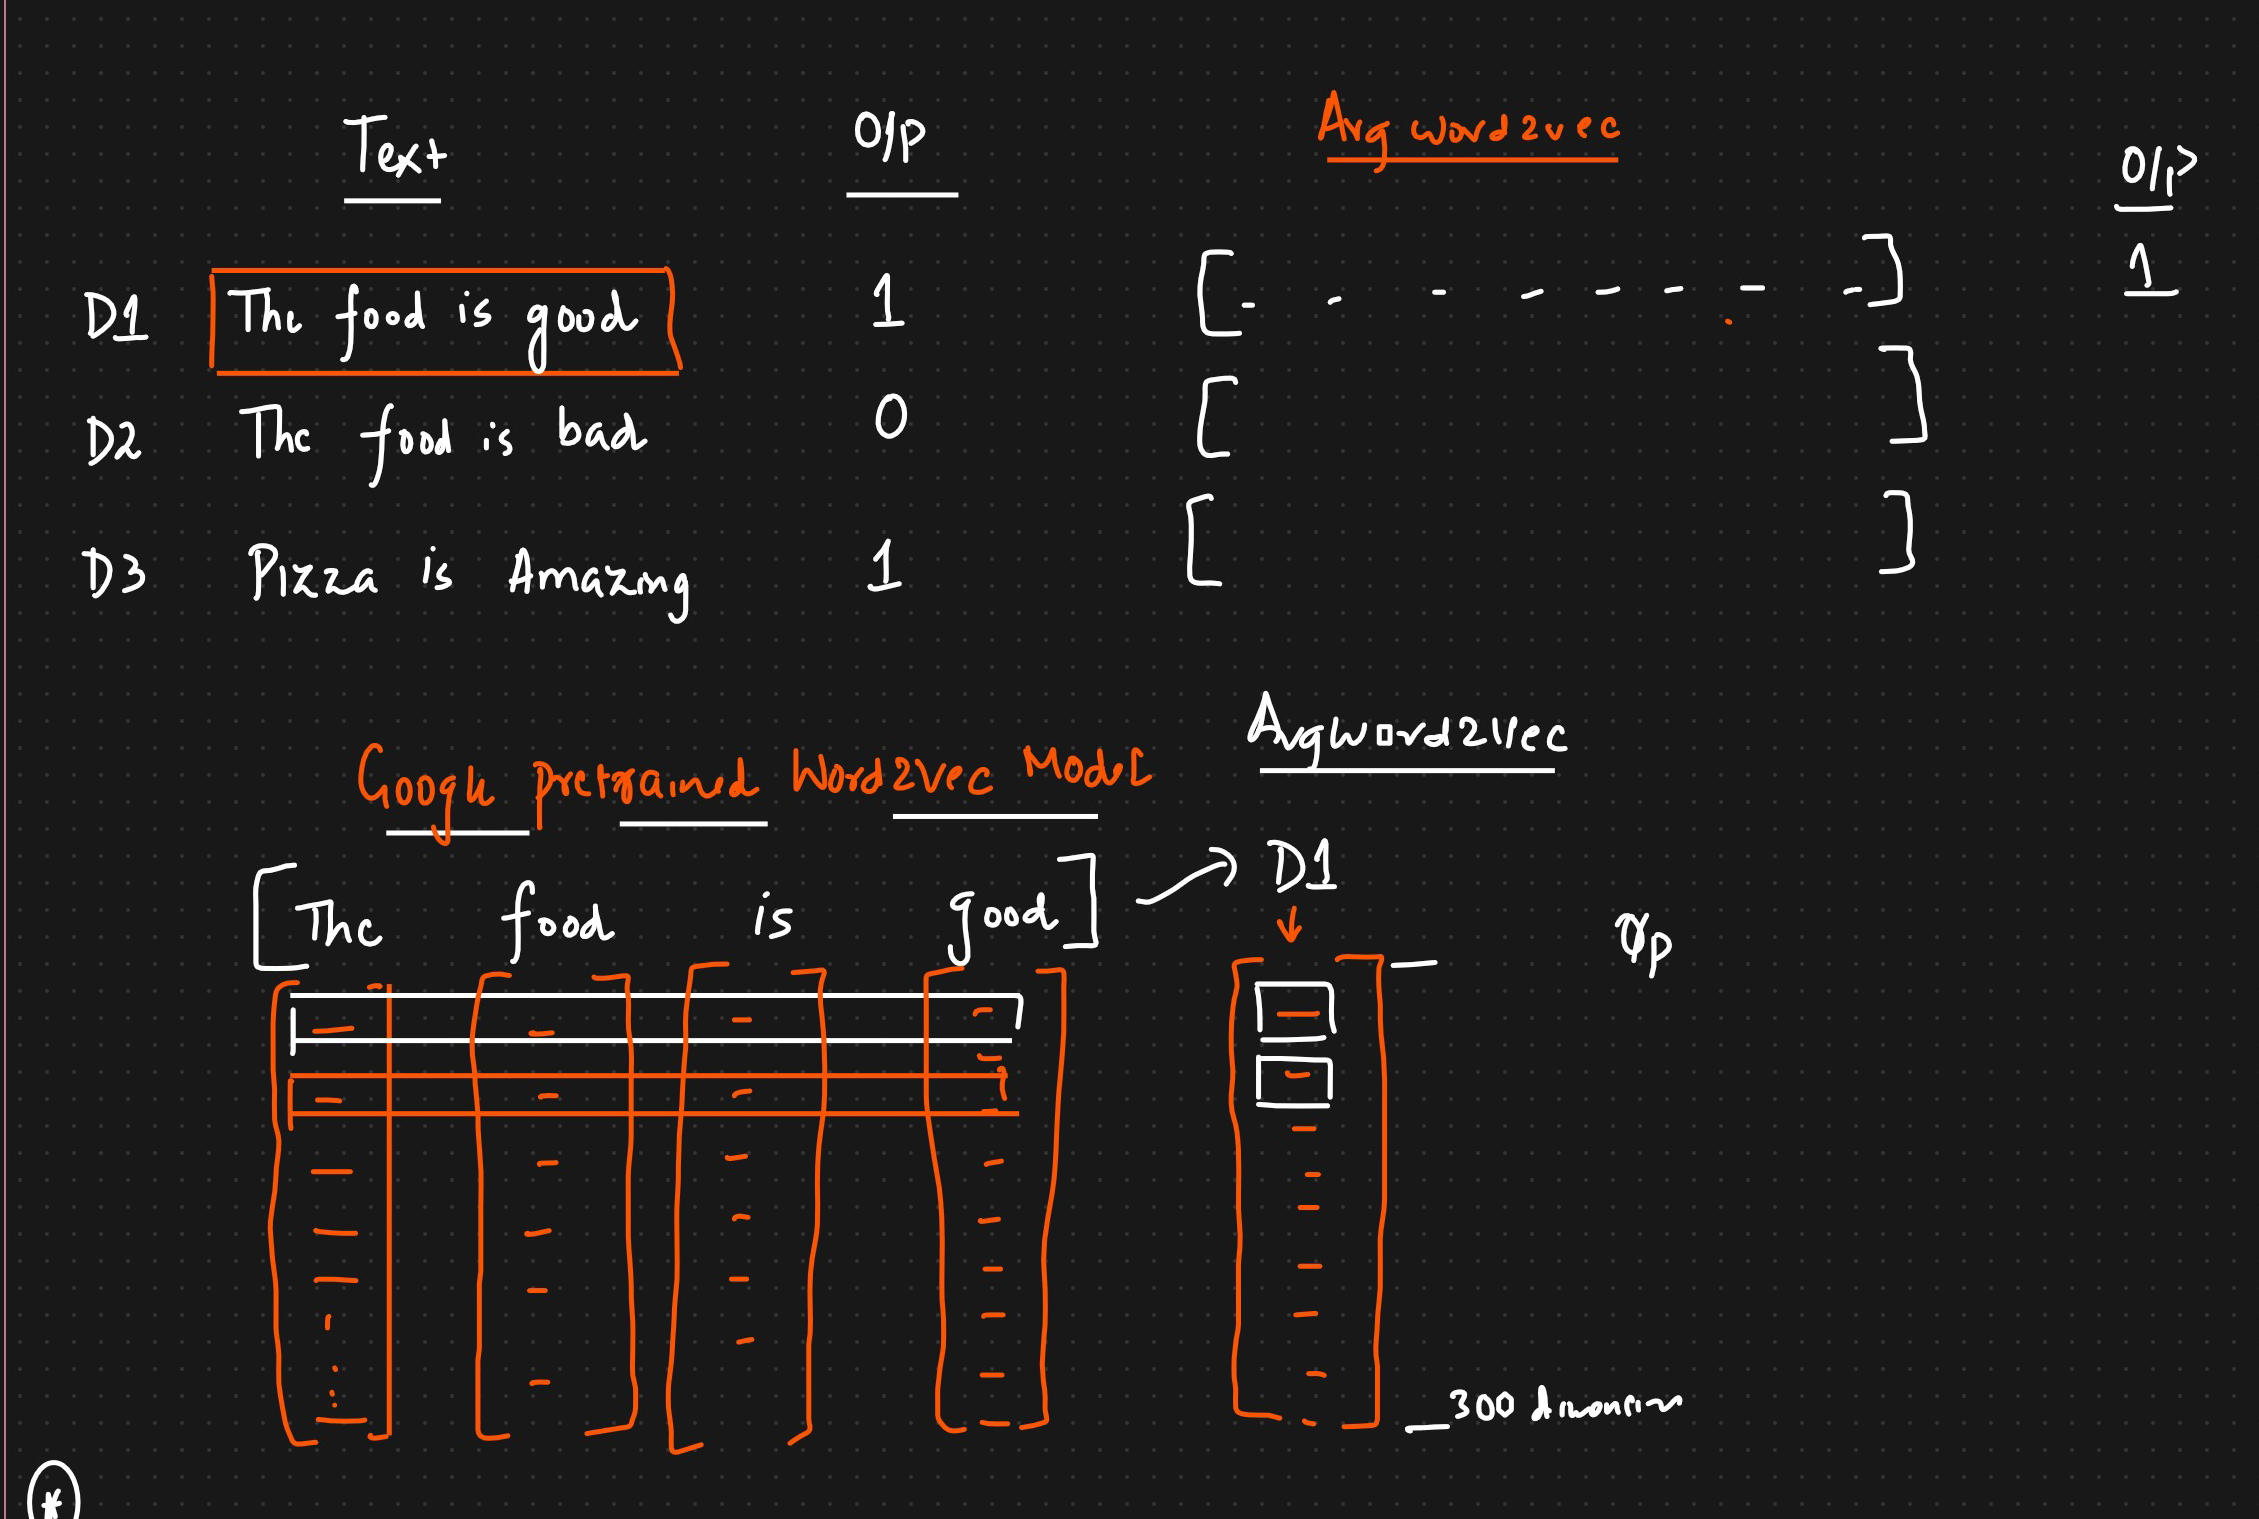 Text O/p Avg word2vec O/p
D1 The food is good 1 [- - - - - - - -] 1
D2 The food is bad 0 [ ]
D3 Pizza is Amazing 1 [ ]
AvgWord2Vec
Google pretrained Word2Vec Model
[The food is good] → D1
O/p
300 dimension
*